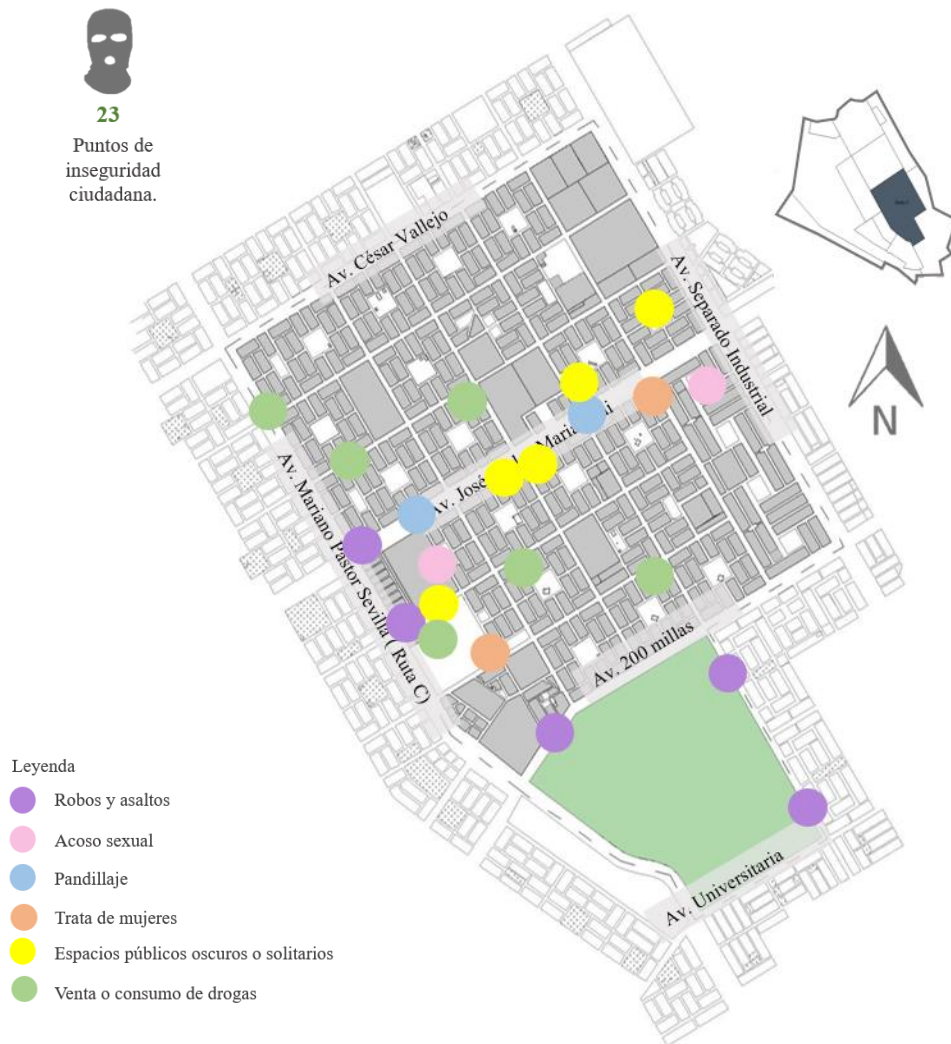 23
Puntos de
inseguridad
ciudadana.
Av. César Vallejo
Av. Separado Industrial
N
Av. José
Av. Mariano Pastor Sevilla ( Ruta C)
Av. 200 millas
Av. Universitaria
Leyenda
Robos y asaltos
Acoso sexual
Pandillaje
Trata de mujeres
Espacios públicos oscuros o solitarios
Venta o consumo de drogas